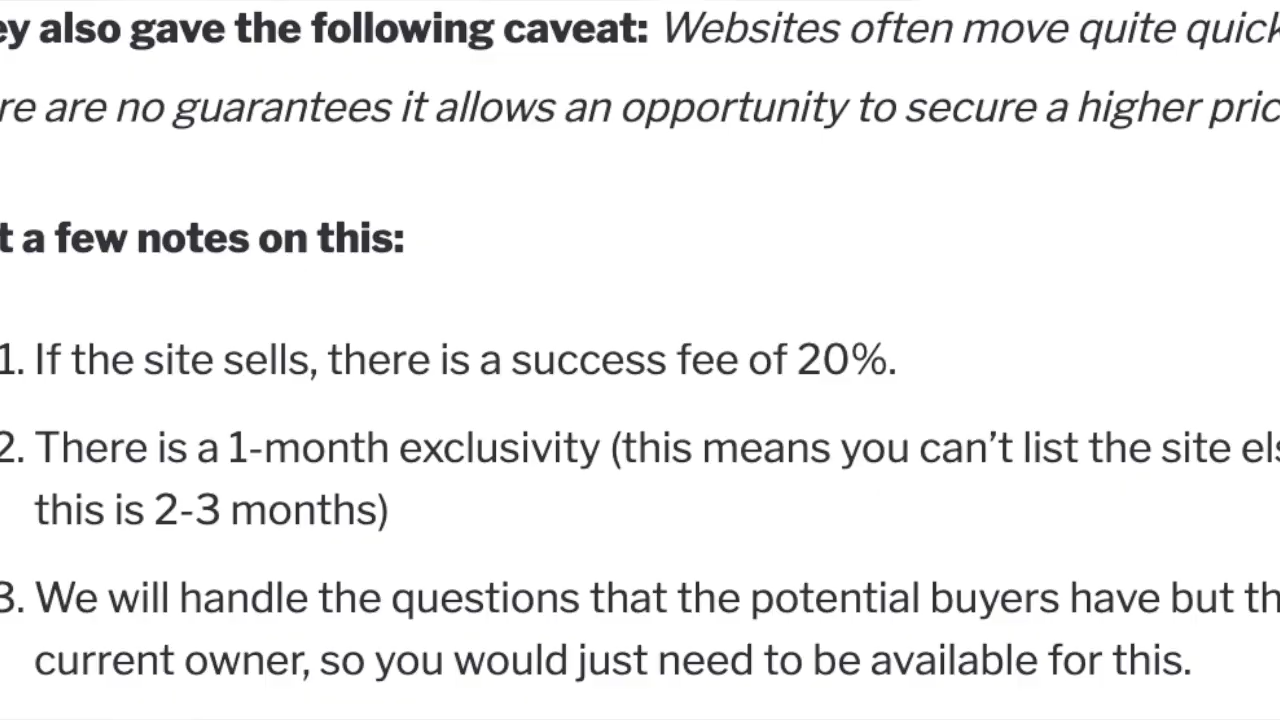 ey also gave the following caveat: Websites often move quite quick
re are no guarantees it allows an opportunity to secure a higher pric
t a few notes on this:
1. If the site sells, there is a success fee of 20%.
2. There is a 1-month exclusivity (this means you can’t list the site els
this is 2-3 months)
3. We will handle the questions that the potential buyers have but th
current owner, so you would just need to be available for this.